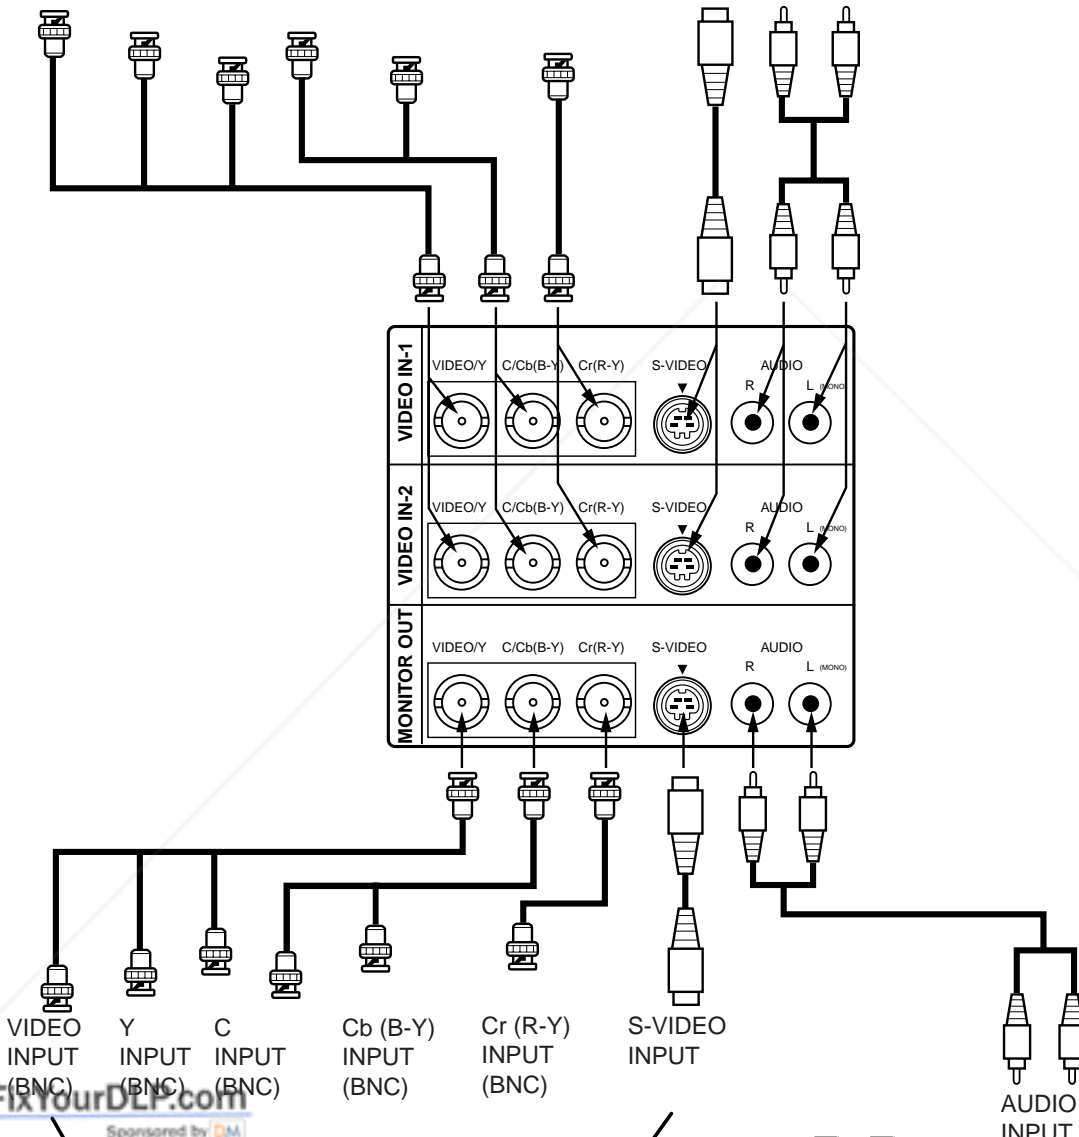 VIDEO IN-1
VIDEO/Y C/Cb(B-Y) Cr(R-Y) S-VIDEO AUDIO
R L (MONO)
VIDEO IN-2
VIDEO/Y C/Cb(B-Y) Cr(R-Y) S-VIDEO AUDIO
R L (MONO)
MONITOR OUT
VIDEO/Y C/Cb(B-Y) Cr(R-Y) S-VIDEO AUDIO
R L (MONO)
VIDEO
INPUT
(BNC)
Y
INPUT
(BNC)
C
INPUT
(BNC)
Cb (B-Y)
INPUT
(BNC)
Cr (R-Y)
INPUT
(BNC)
S-VIDEO
INPUT
AUDIO
INPUT
FixYourDLP.com
Sponsored by DM